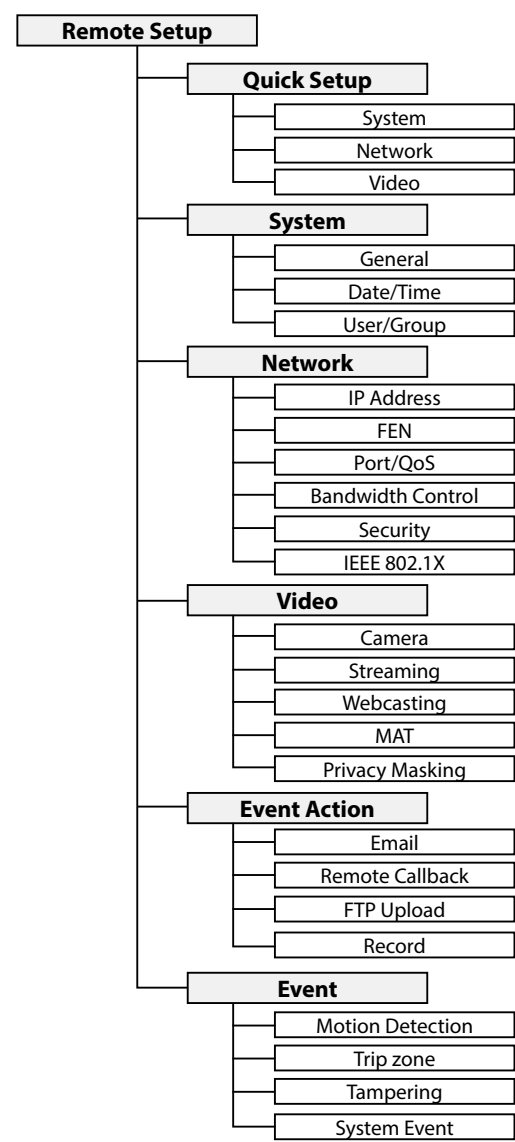 Remote Setup
Quick Setup
System
Network
Video
System
General
Date/Time
User/Group
Network
IP Address
FEN
Port/QoS
Bandwidth Control
Security
IEEE 802.1X
Video
Camera
Streaming
Webcasting
MAT
Privacy Masking
Event Action
Email
Remote Callback
FTP Upload
Record
Event
Motion Detection
Trip zone
Tampering
System Event